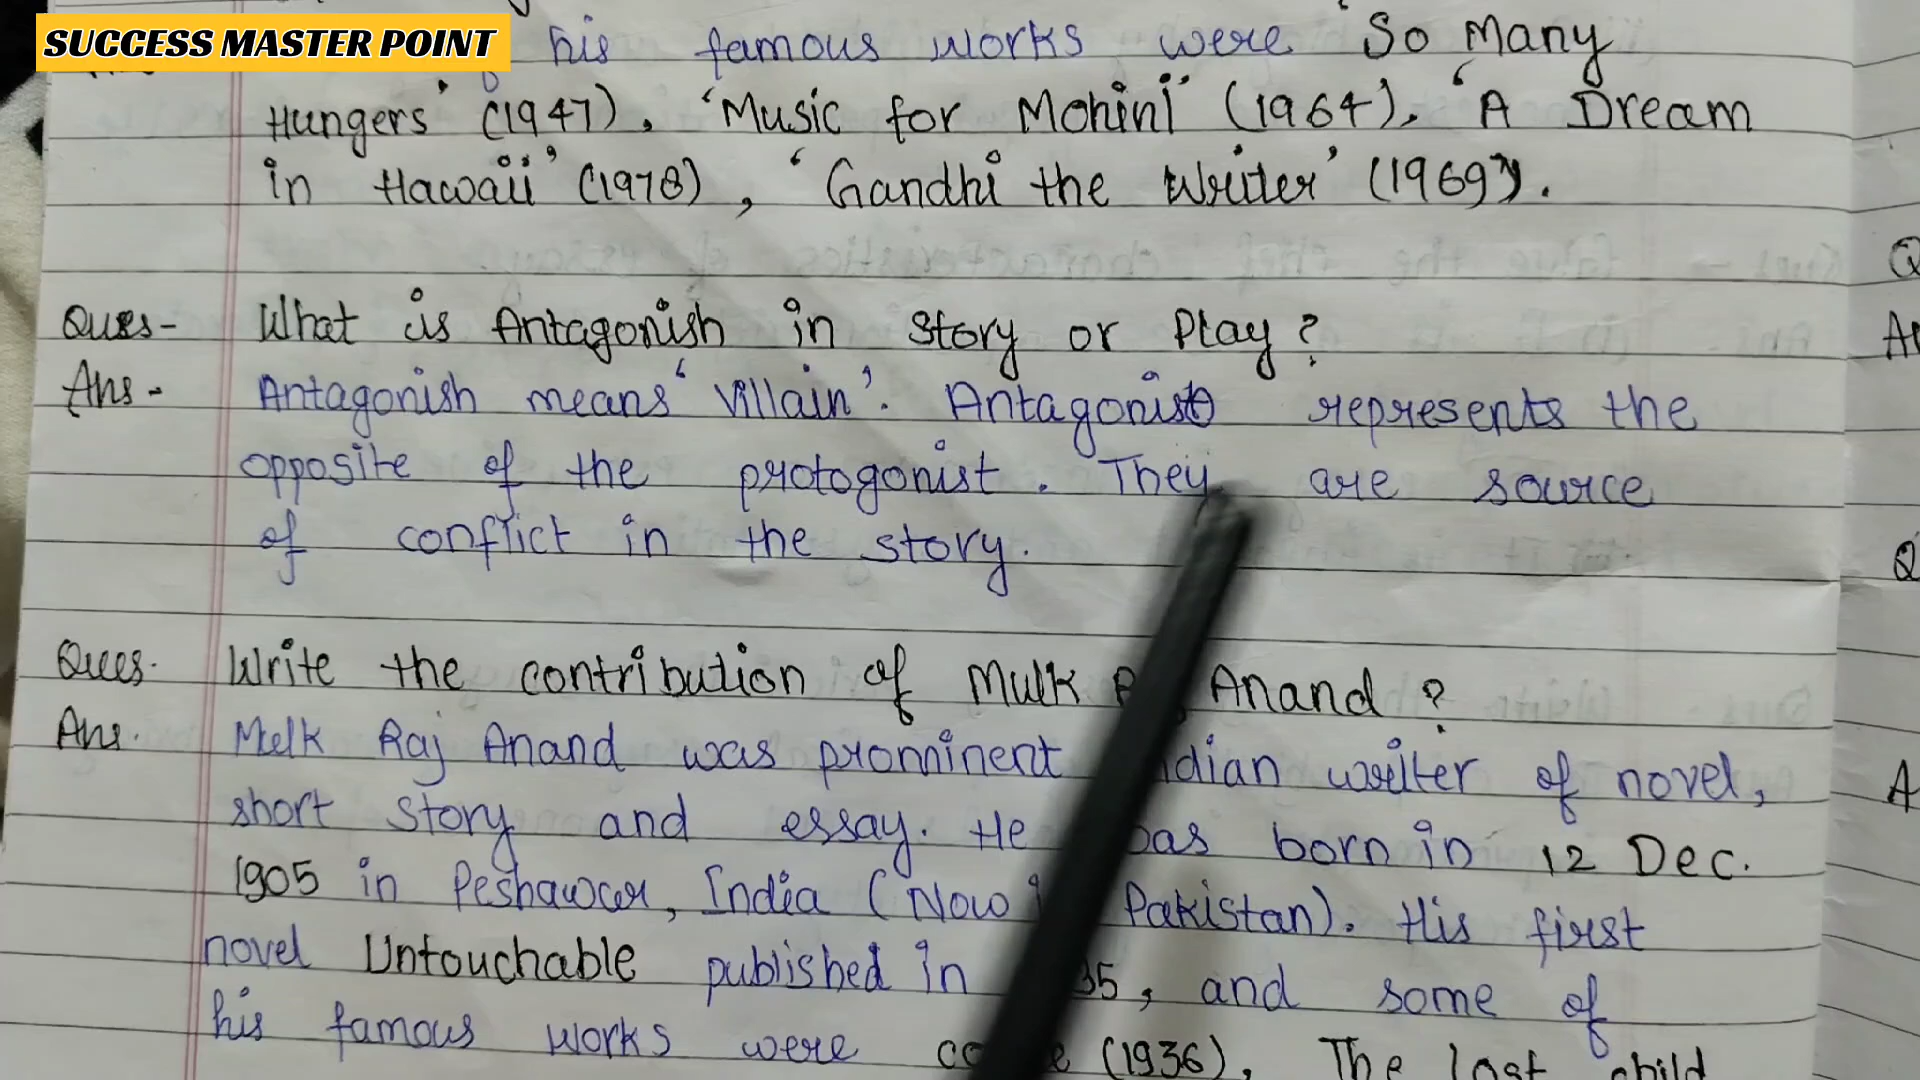 SUCCESS MASTER POINT
his famous works were 'So Many
Hungers' (1947), 'Music for Mohini' (1964), 'A Dream
in Hawaii' (1978), 'Gandhi the Writer' (1969).
Ques- What is Antagonish in Story or Play?
Ans- Antagonish means 'Villain'. Antagonist represents the
opposite of the protogonist. They are source
of conflict in the story.
Ques. Write the contribution of Mulk Anand?
Ans. Mulk Raj Anand was prominent writer of novel,
short story and essay. He born in 12 Dec.
1905 in Peshawar, India (Now Pakistan). His first
novel Untouchable published in 35, and some of
his famous works were (1936), The last child